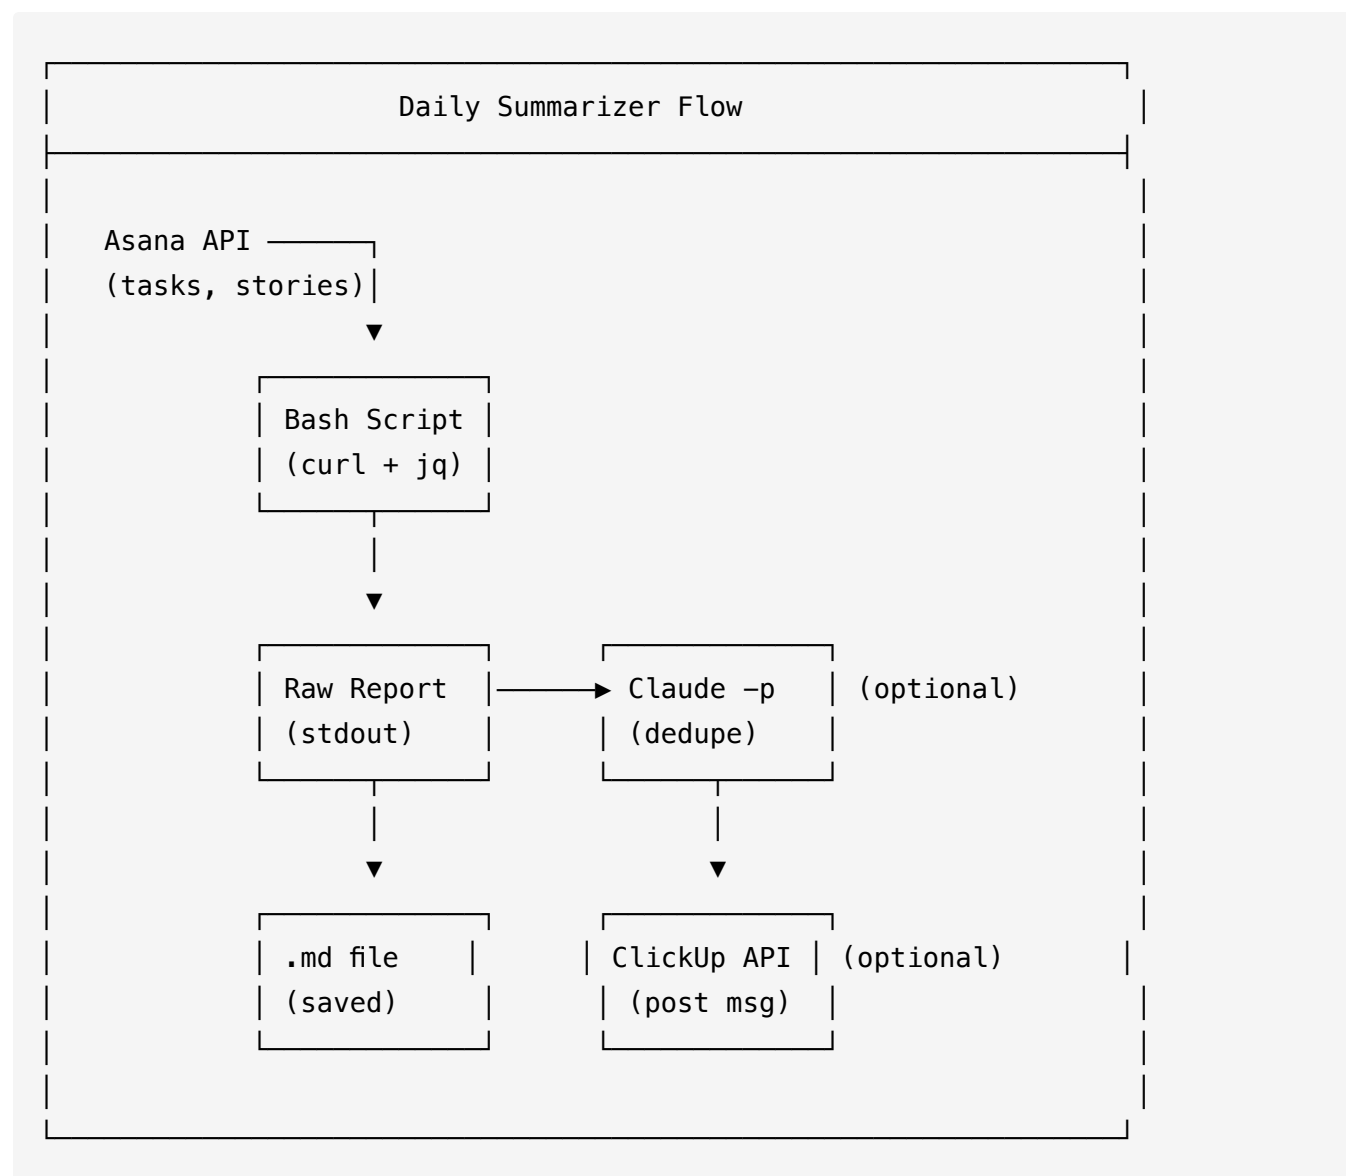 Daily Summarizer Flow
Asana API
(tasks, stories)
Bash Script
(curl + jq)
Raw Report Claude −p (optional)
(stdout) (dedupe)
.md file ClickUp API (optional)
(saved) (post msg)